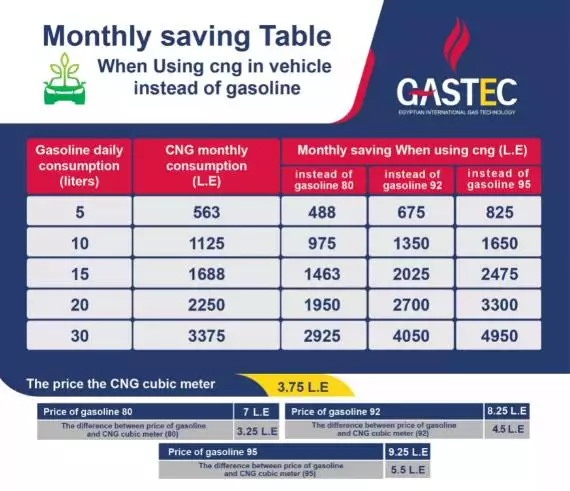 Monthly saving Table
When Using cng in vehicle
instead of gasoline
GASTEC
EGYPTIAN INTERNATIONAL GAS TECHNOLOGY
Gasoline daily consumption (liters) CNG monthly consumption (L.E) Monthly saving When using cng (L.E)
instead of gasoline 80 instead of gasoline 92 instead of gasoline 95
5 563 488 675 825
10 1125 975 1350 1650
15 1688 1463 2025 2475
20 2250 1950 2700 3300
30 3375 2925 4050 4950
The price the CNG cubic meter 3.75 L.E
Price of gasoline 80 7 L.E
The difference between price of gasoline and CNG cubic meter (80) 3.25 L.E
Price of gasoline 92 8.25 L.E
The difference between price of gasoline and CNG cubic meter (92) 4.5 L.E
Price of gasoline 95 9.25 L.E
The difference between price of gasoline and CNG cubic meter (95) 5.5 L.E